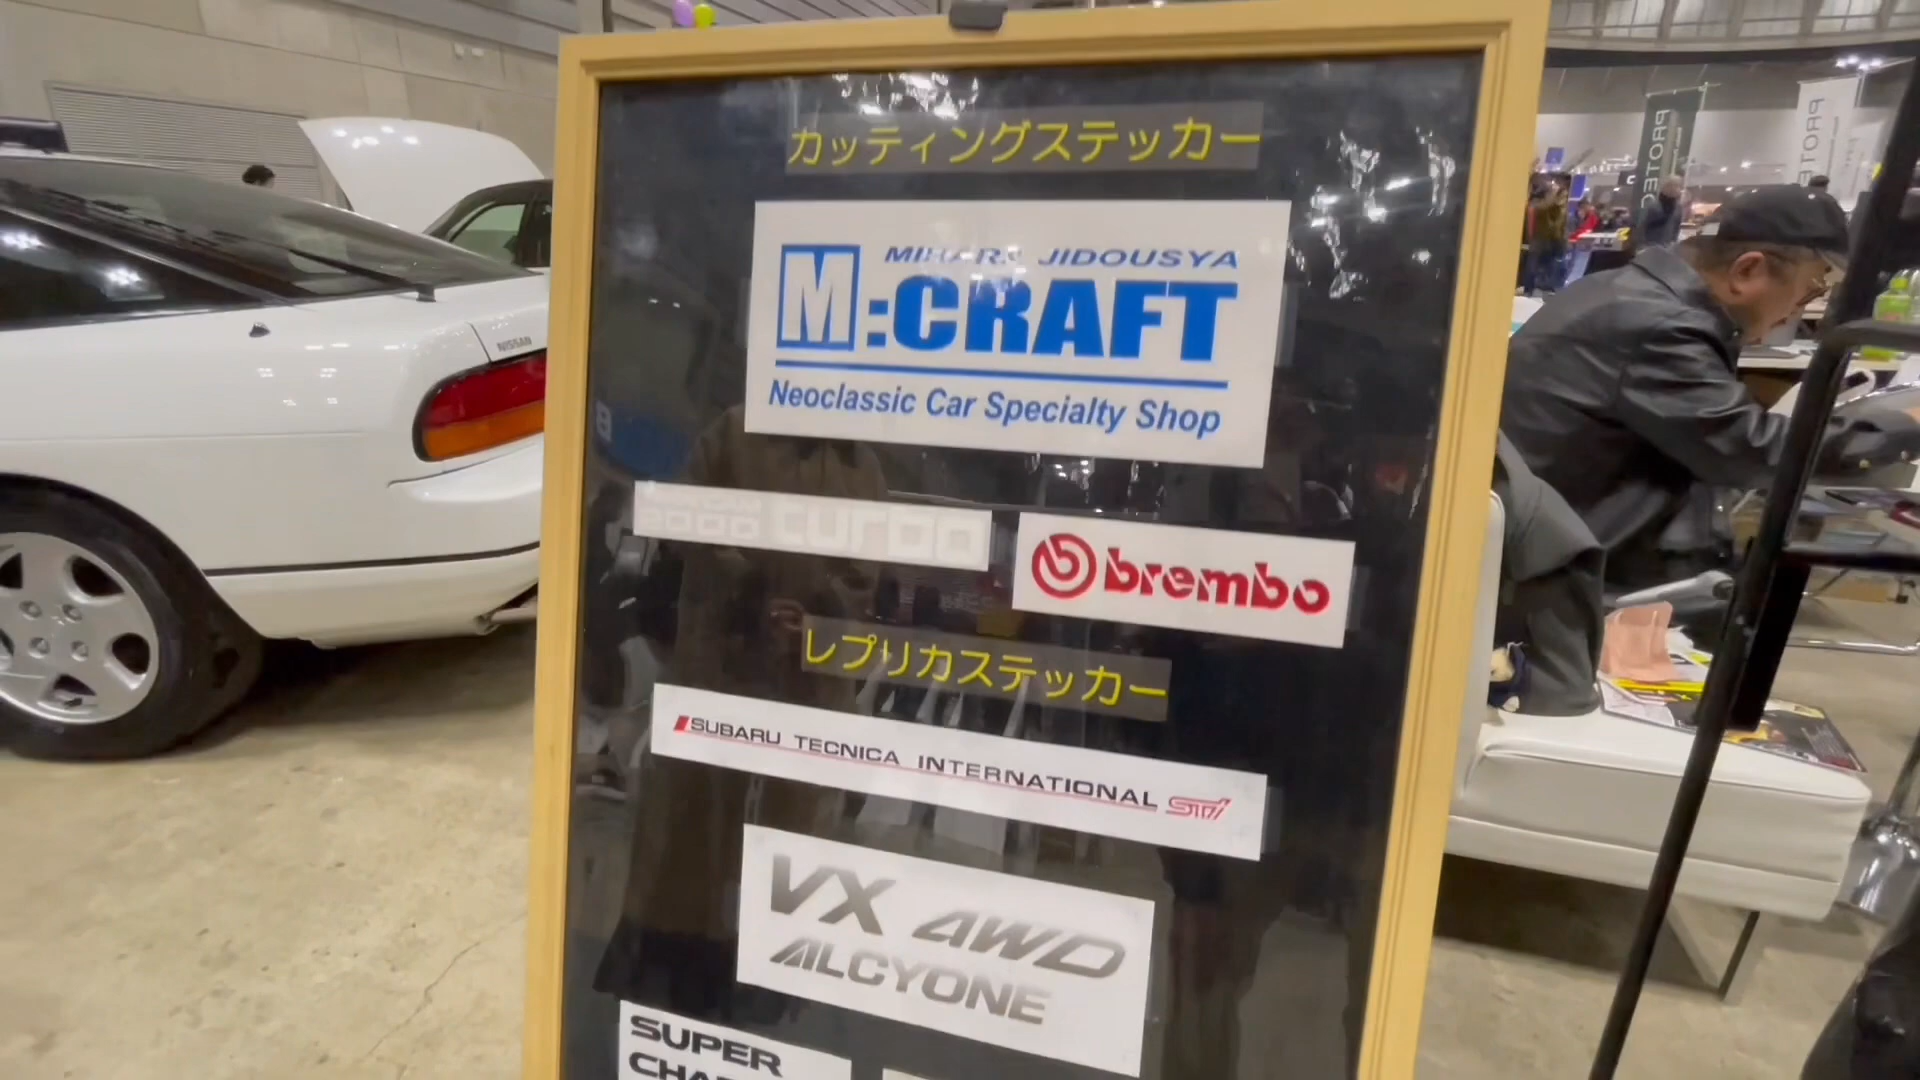 カッティングステッカー
MIHARA JIDOUSYA
M:CRAFT
Neoclassic Car Specialty Shop
2000 turbo
brembo
レプリカステッカー
SUBARU TECNICA INTERNATIONAL STI
VX 4WD
ALCYONE
SUPER
NISSAN